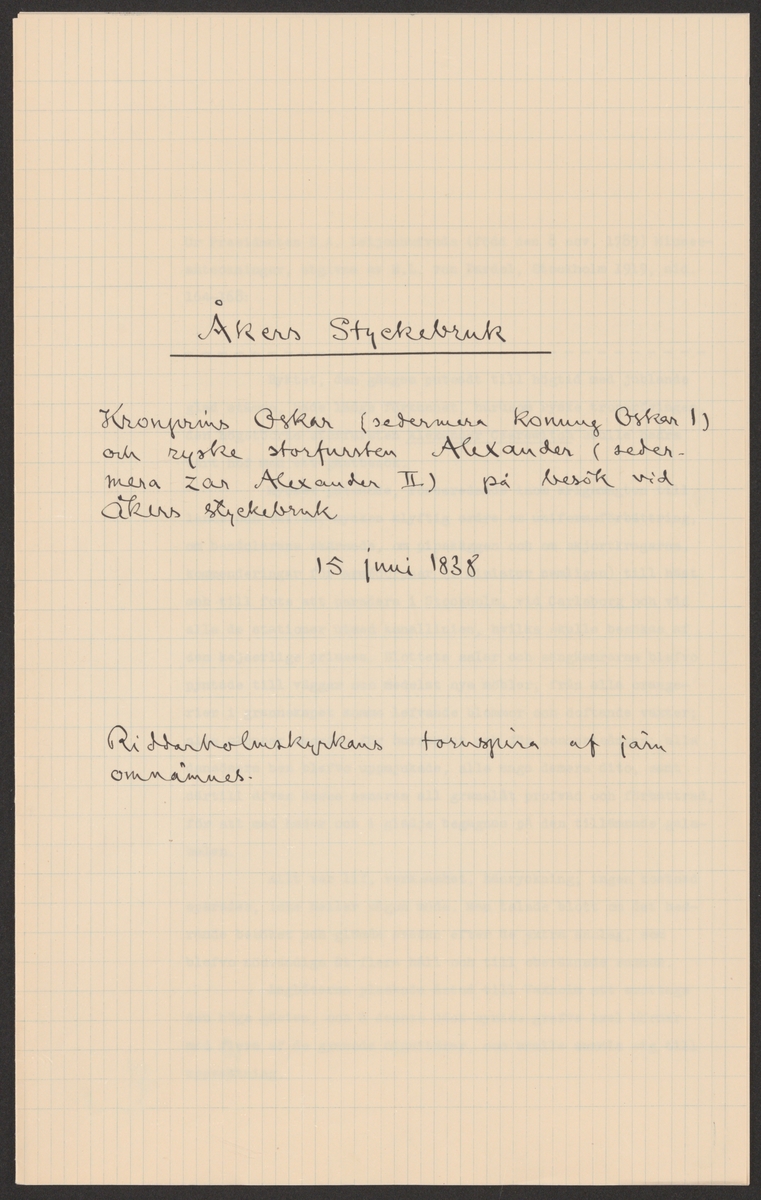 Åkers Styckebruk
Kronprins Oskar (sedermera konung Oskar I)
och ryske storfursten Alexander (seder-
mera zar Alexander II) på besök vid
Åkers styckebruk
15 juni 1838
Riddarholmskyrkans tornspira af järn
omnämnes.